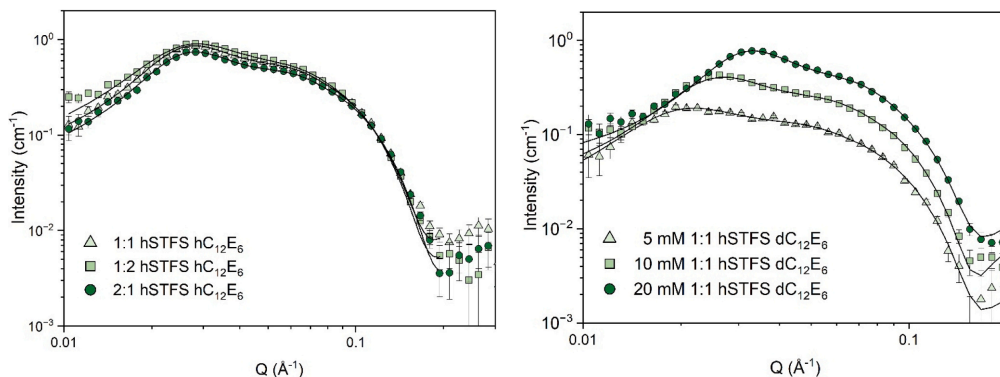 10⁰
10⁻¹
10⁻²
10⁻³
Intensity (cm⁻¹)
1:1 hSTFS hC₁₂E₆
1:2 hSTFS hC₁₂E₆
2:1 hSTFS hC₁₂E₆
0.01
0.1
Q (Å⁻¹)
10⁰
10⁻¹
10⁻²
10⁻³
Intensity (cm⁻¹)
5 mM 1:1 hSTFS dC₁₂E₆
10 mM 1:1 hSTFS dC₁₂E₆
20 mM 1:1 hSTFS dC₁₂E₆
0.01
0.1
Q (Å⁻¹)